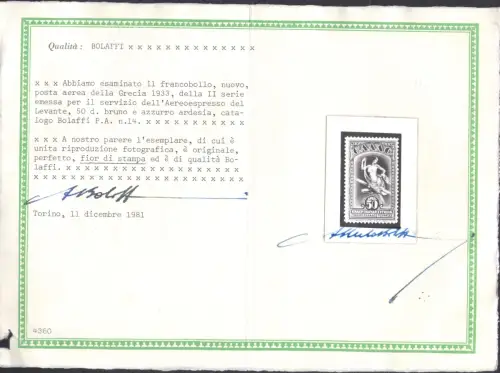 Qualità: BOLAFFI x x x x x x x x x x x x x x
x x x Abbiamo esaminato il francobollo, nuovo,
posta aerea della Grecia 1933, della II serie
emessa per il servizio dell'Aeroespresso del
Levante, 50 d. bruno e azzurro ardesia, cata-
logo Bolaffi P.A. n.14. x x x x x x x x x x x
x x x A nostro parere l'esemplare, di cui è
unita riproduzione fotografica, è originale,
perfetto, fior di stampa ed è di qualità Bo-
laffi. x x x x x x x x x x x x x x x x x x x
x x x x x x x x x x x x x x x x x x x x x x x
Torino, 11 dicembre 1981
50
4360